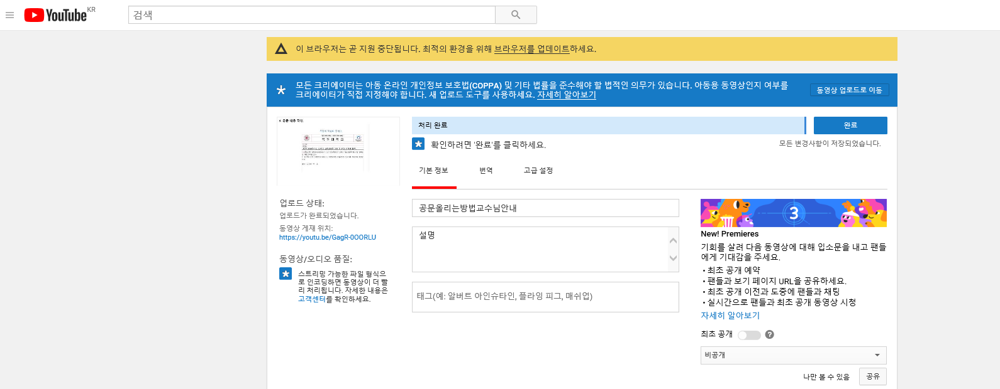 YouTube KR
검색
이 브라우저는 곧 지원 중단됩니다. 최적의 환경을 위해 브라우저를 업데이트하세요.
모든 크리에이터는 아동 온라인 개인정보 보호법(COPPA) 및 기타 법률을 준수해야 할 법적인 의무가 있습니다. 아동용 동영상인지 여부를
크리에이터가 직접 지정해야 합니다. 새 업로드 도구를 사용하세요. 자세히 알아보기
동영상 업로드로 이동
처리 완료
완료
확인하려면 '완료'를 클릭하세요.
모든 변경사항이 저장되었습니다.
기본 정보
번역
고급 설정
업로드 상태:
업로드가 완료되었습니다.
동영상 게재 위치:
https://youtu.be/GagR-0OORLU
동영상/오디오 품질:
스트리밍 가능한 파일 형식으
로 인코딩하면 동영상이 더 빨
리 처리됩니다. 자세한 내용은
고객센터를 확인하세요.
공문올리는방법교수님안내
설명
태그(예: 알버트 아인슈타인, 플라잉 피그, 매쉬업)
3
New! Premieres
기회를 살려 다음 동영상에 대해 입소문을 내고 팬들
에게 기대감을 주세요.
• 최초 공개 예약
• 팬들과 보기 페이지 URL을 공유하세요.
• 최초 공개 이전과 도중에 팬들과 채팅
• 실시간으로 팬들과 최초 공개 동영상 시청
자세히 알아보기
최초 공개 ?
비공개
나만 볼 수 있음
공유